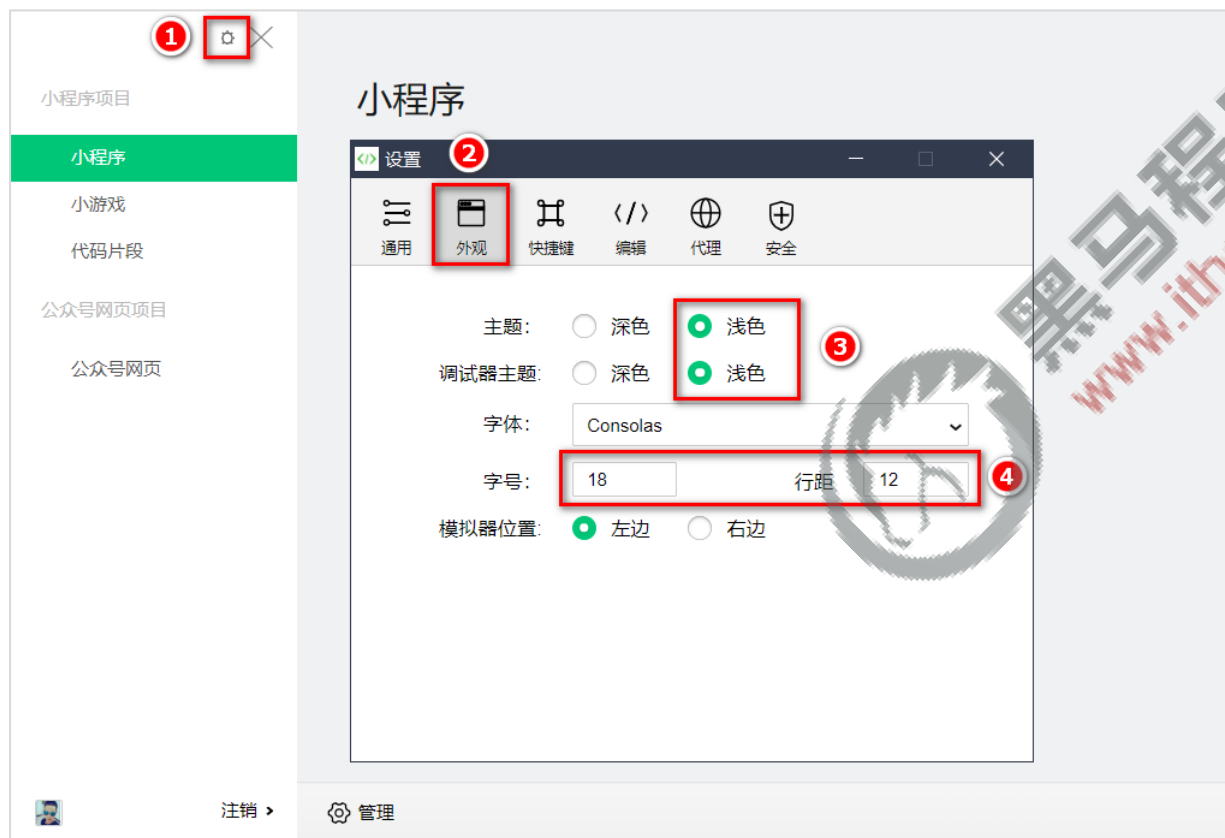 1
小程序项目
小程序
小程序
设置
2
小游戏
代码片段
通用 外观 快捷键 编辑 代理 安全
公众号网页项目
公众号网页
主题: 深色 浅色
3
调试器主题: 深色 浅色
字体: Consolas
字号: 18 行距 12
4
模拟器位置: 左边 右边
黑马程
www.ith
注销
管理